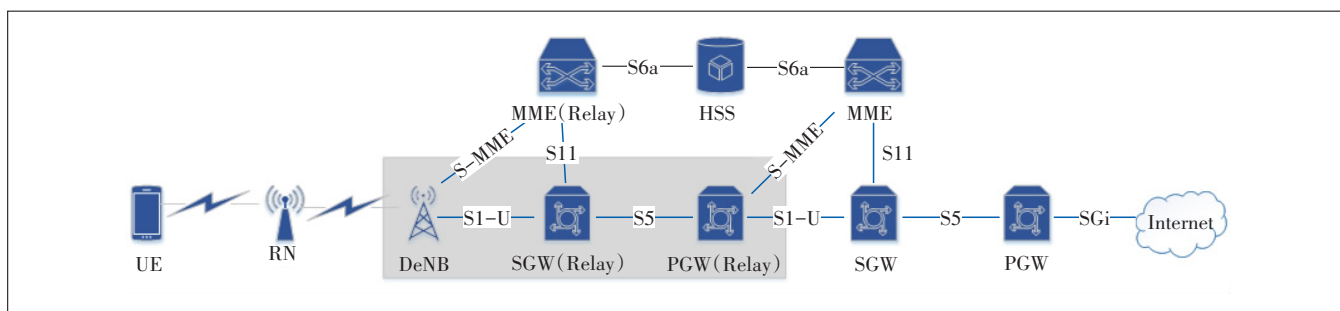 S6a
S6a
MME(Relay)
HSS
MME
S-MME
S11
S-MME
S11
S1-U
S5
S1-U
S5
SGi
Internet
UE
RN
DeNB
SGW(Relay)
PGW(Relay)
SGW
PGW